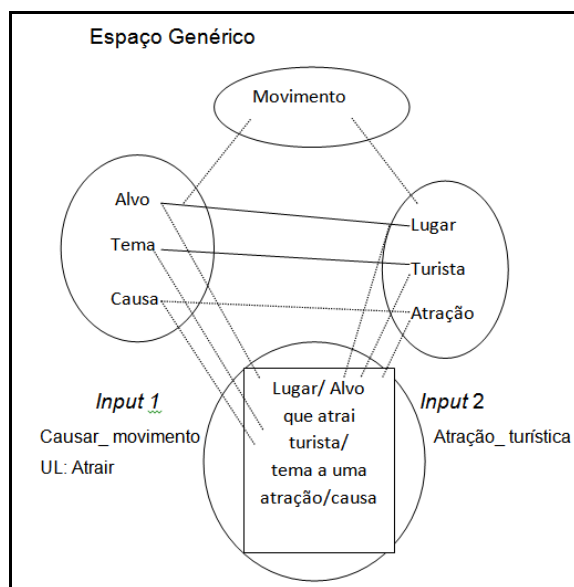 Espaço Genérico
Movimento
Alvo
Tema
Causa
Lugar
Turista
Atração
Input 1
Causar_ movimento
UL: Atrair
Lugar/ Alvo
que atrai
turista/
tema a uma
atração/causa
Input 2
Atração_ turística